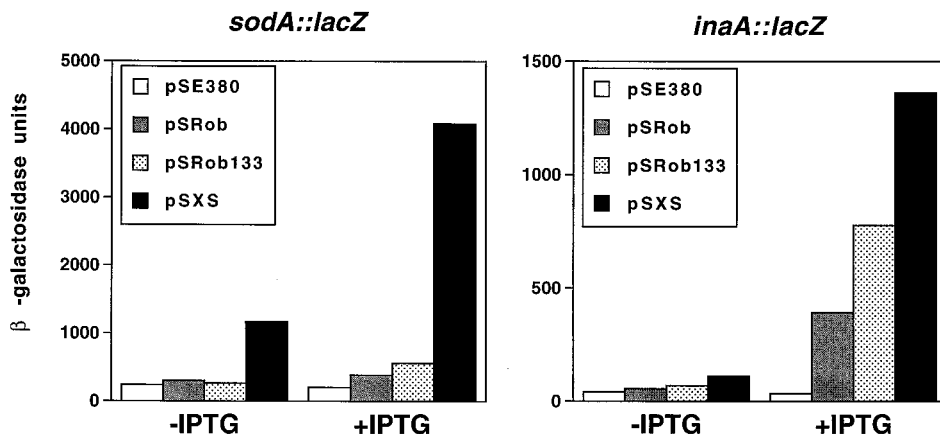 sodA::lacZ
β -galactosidase units
5000
4000
3000
2000
1000
0
pSE380
pSRob
pSRob133
pSXS
-IPTG
+IPTG
inaA::lacZ
1500
1000
500
0
pSE380
pSRob
pSRob133
pSXS
-IPTG
+IPTG